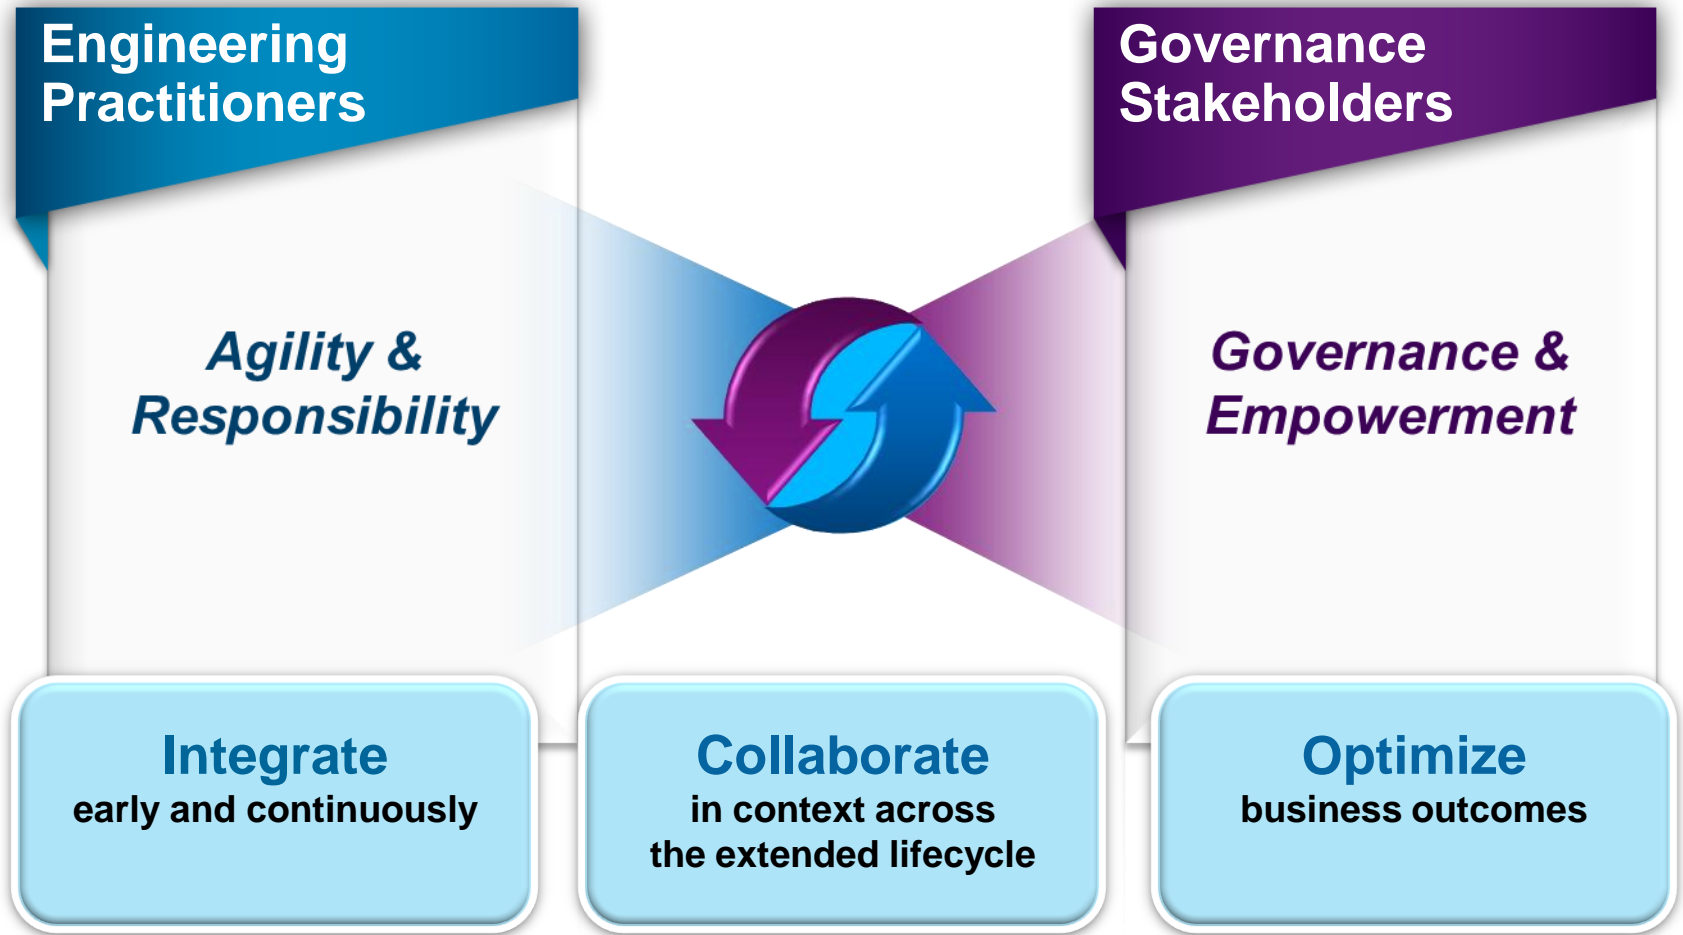 Engineering
Practitioners
Governance
Stakeholders
Agility &
Responsibility
Governance &
Empowerment
Integrate
early and continuously
Collaborate
in context across
the extended lifecycle
Optimize
business outcomes